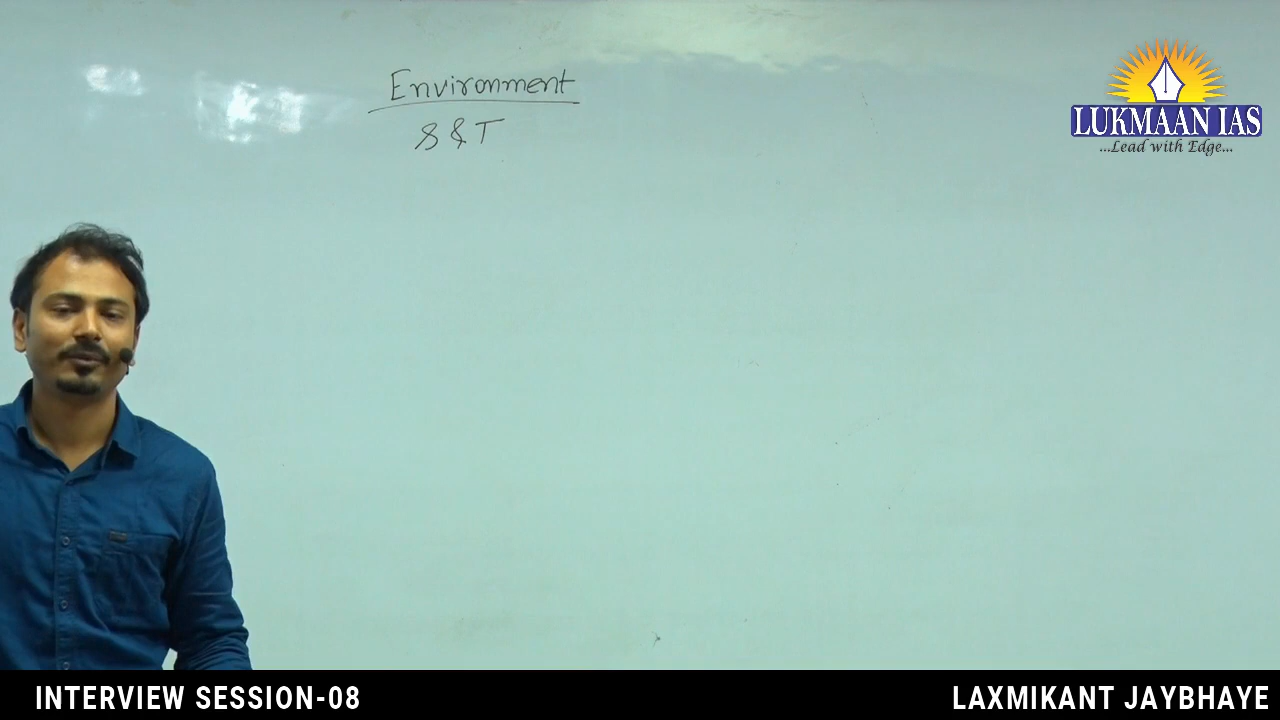 Environment
S & T
LUKMAAN IAS
...Lead with Edge...
INTERVIEW SESSION-08
LAXMIKANT JAYBHAYE